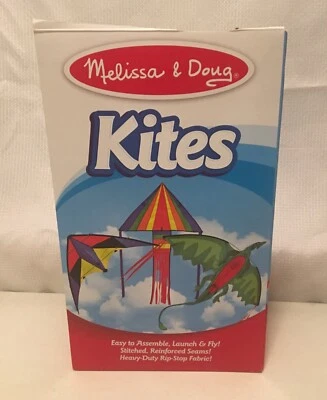 Melissa & Doug®
Kites
Easy to Assemble, Launch & Fly!
Stitched, Reinforced Seams!
Heavy-Duty Rip-Stop Fabric!